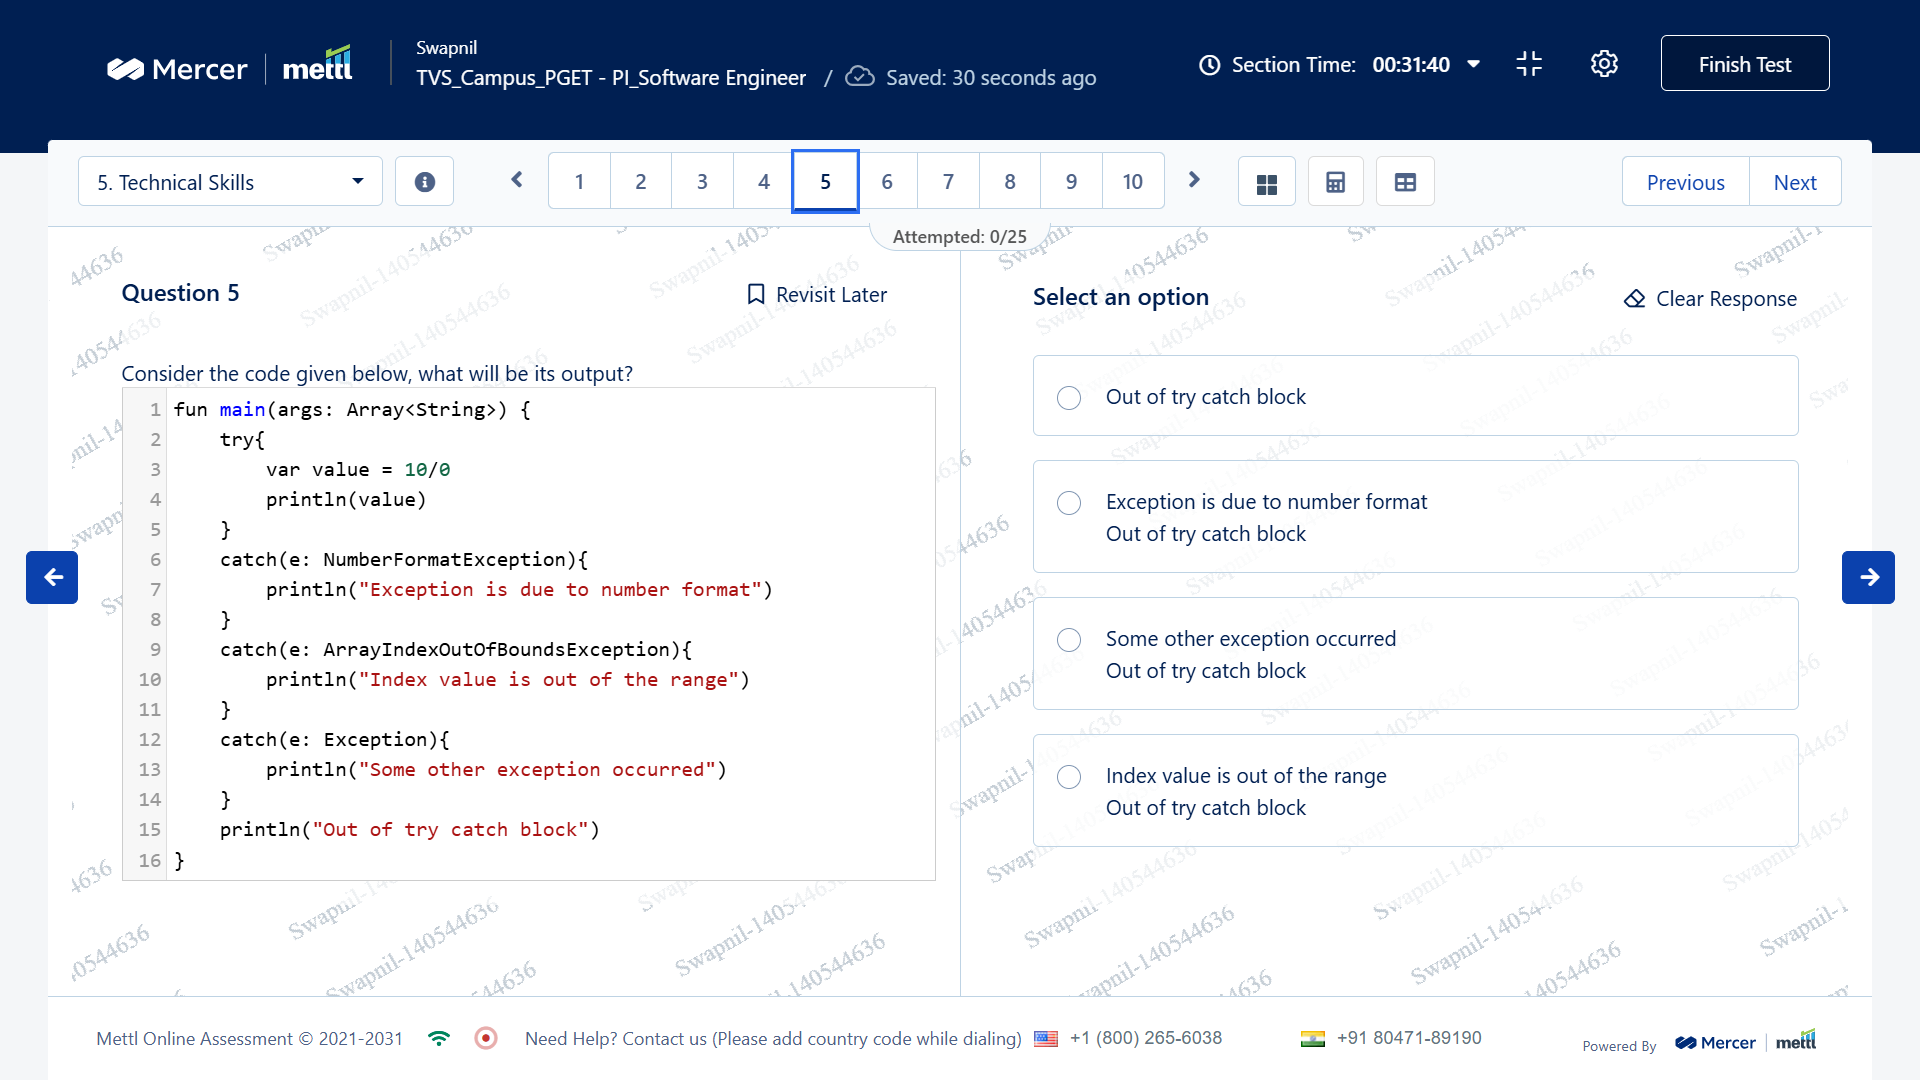 Mercer mettl
Swapnil
TVS_Campus_PGET - PI_Software Engineer / Saved: 30 seconds ago
Section Time: 00:31:40
Finish Test
5. Technical Skills
1 2 3 4 5 6 7 8 9 10
Previous Next
Attempted: 0/25
Question 5
Revisit Later
Consider the code given below, what will be its output?
1 fun main(args: Array<String>) {
2     try{
3         var value = 10/0
4         println(value)
5     }
6     catch(e: NumberFormatException){
7         println("Exception is due to number format")
8     }
9     catch(e: ArrayIndexOutOfBoundsException){
10         println("Index value is out of the range")
11     }
12     catch(e: Exception){
13         println("Some other exception occurred")
14     }
15     println("Out of try catch block")
16 }
Select an option
Clear Response
Out of try catch block
Exception is due to number format
Out of try catch block
Some other exception occurred
Out of try catch block
Index value is out of the range
Out of try catch block
Swapnil-140544636
Mettl Online Assessment © 2021-2031
Need Help? Contact us (Please add country code while dialing)
+1 (800) 265-6038
+91 80471-89190
Powered By Mercer mettl